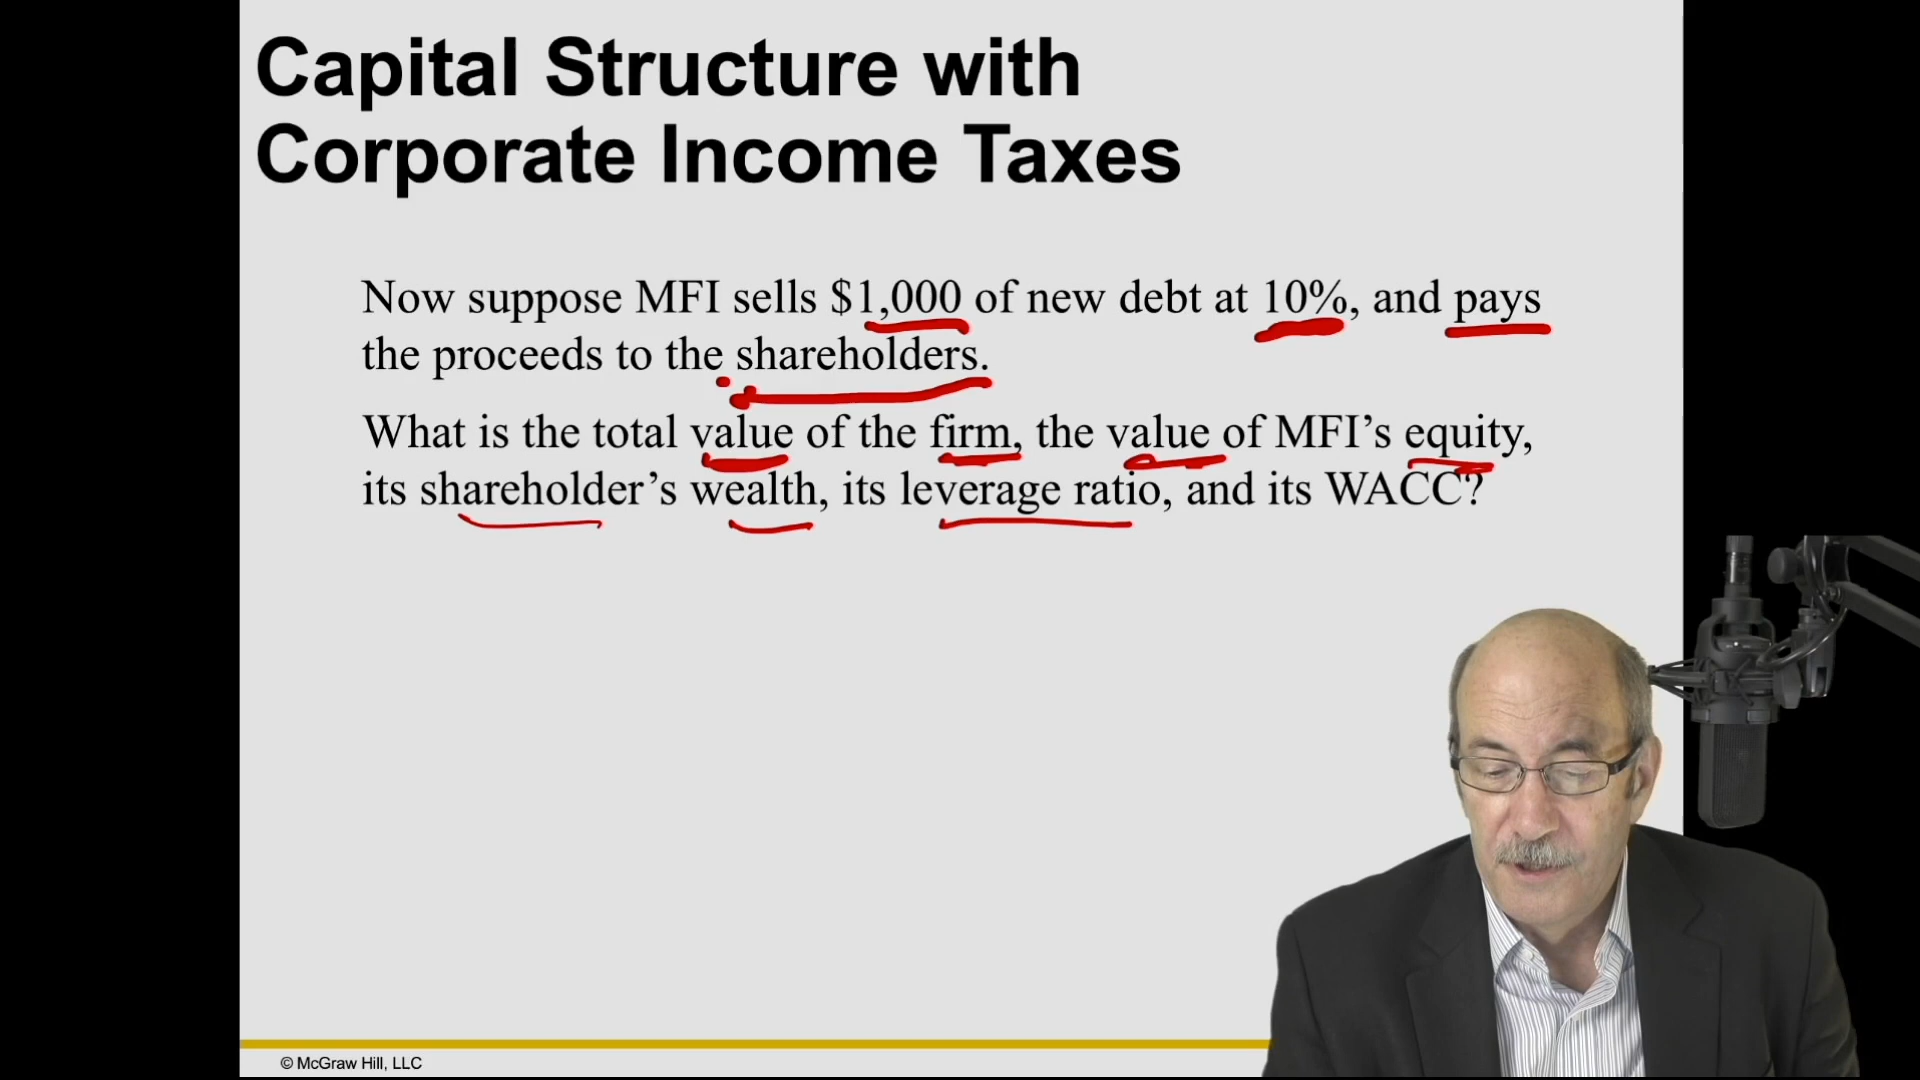 Capital Structure with
Corporate Income Taxes
Now suppose MFI sells $1,000 of new debt at 10%, and pays
the proceeds to the shareholders.
What is the total value of the firm, the value of MFI’s equity,
its shareholder’s wealth, its leverage ratio, and its WACC?
© McGraw Hill, LLC